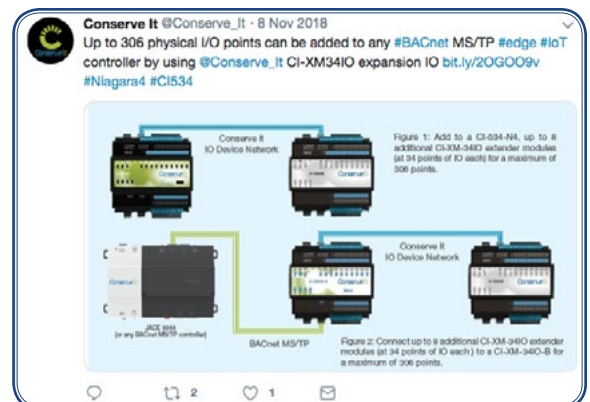 Conserve It @Conserve_It · 8 Nov 2018
Up to 306 physical I/O points can be added to any #BACnet MS/TP #edge #IoT
controller by using @Conserve_It CI-XM34IO expansion IO bit.ly/2OGOO9v
#Niagara4 #CI534
Conserve It
IO Device Network
Figure 1: Add to a CI-534-N4, up to 8
additional CI-XM-34IO extender modules
(at 34 points of IO each) for a maximum of
306 points.
Conserve It
IO Device Network
JACE 8000
(or any BACnet MS/TP controller)
BACnet MS/TP
Figure 2: Connect up to 8 additional CI-XM-34IO extender
modules (at 34 points of IO each) to a CI-XM-34IO-B for
a maximum of 306 points.
2
1